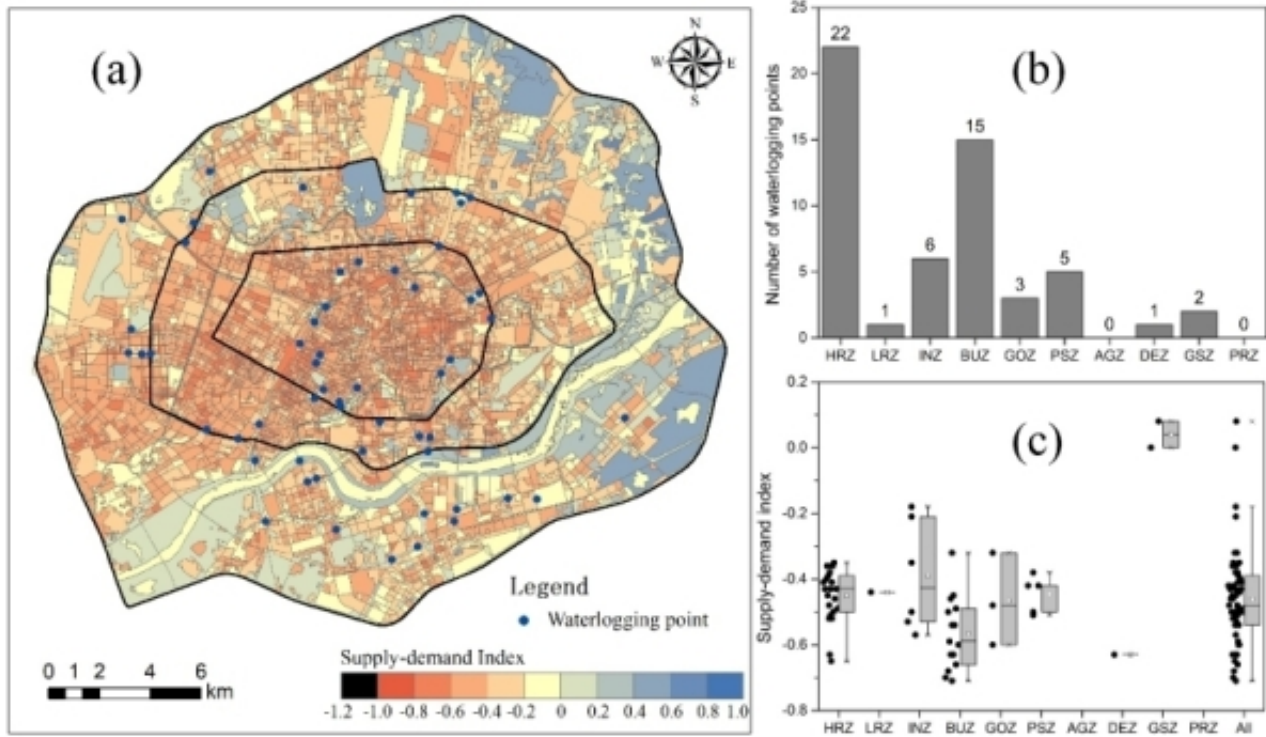 (a)
N
W E
S
Legend
Waterlogging point
Supply-demand Index
-1.2 -1.0 -0.8 -0.6 -0.4 -0.2 0 0.2 0.4 0.6 0.8 1.0
0 1 2 4 6
km
(b)
Number of waterlogging points
25
20
15
10
5
0
22 1 6 15 3 5 0 1 2 0
HRZ LRZ INZ BUZ GOZ PSZ AGZ DEZ GSZ PRZ
(c)
Supply-demand index
0.2
0.0
-0.2
-0.4
-0.6
-0.8
HRZ LRZ INZ BUZ GOZ PSZ AGZ DEZ GSZ PRZ All